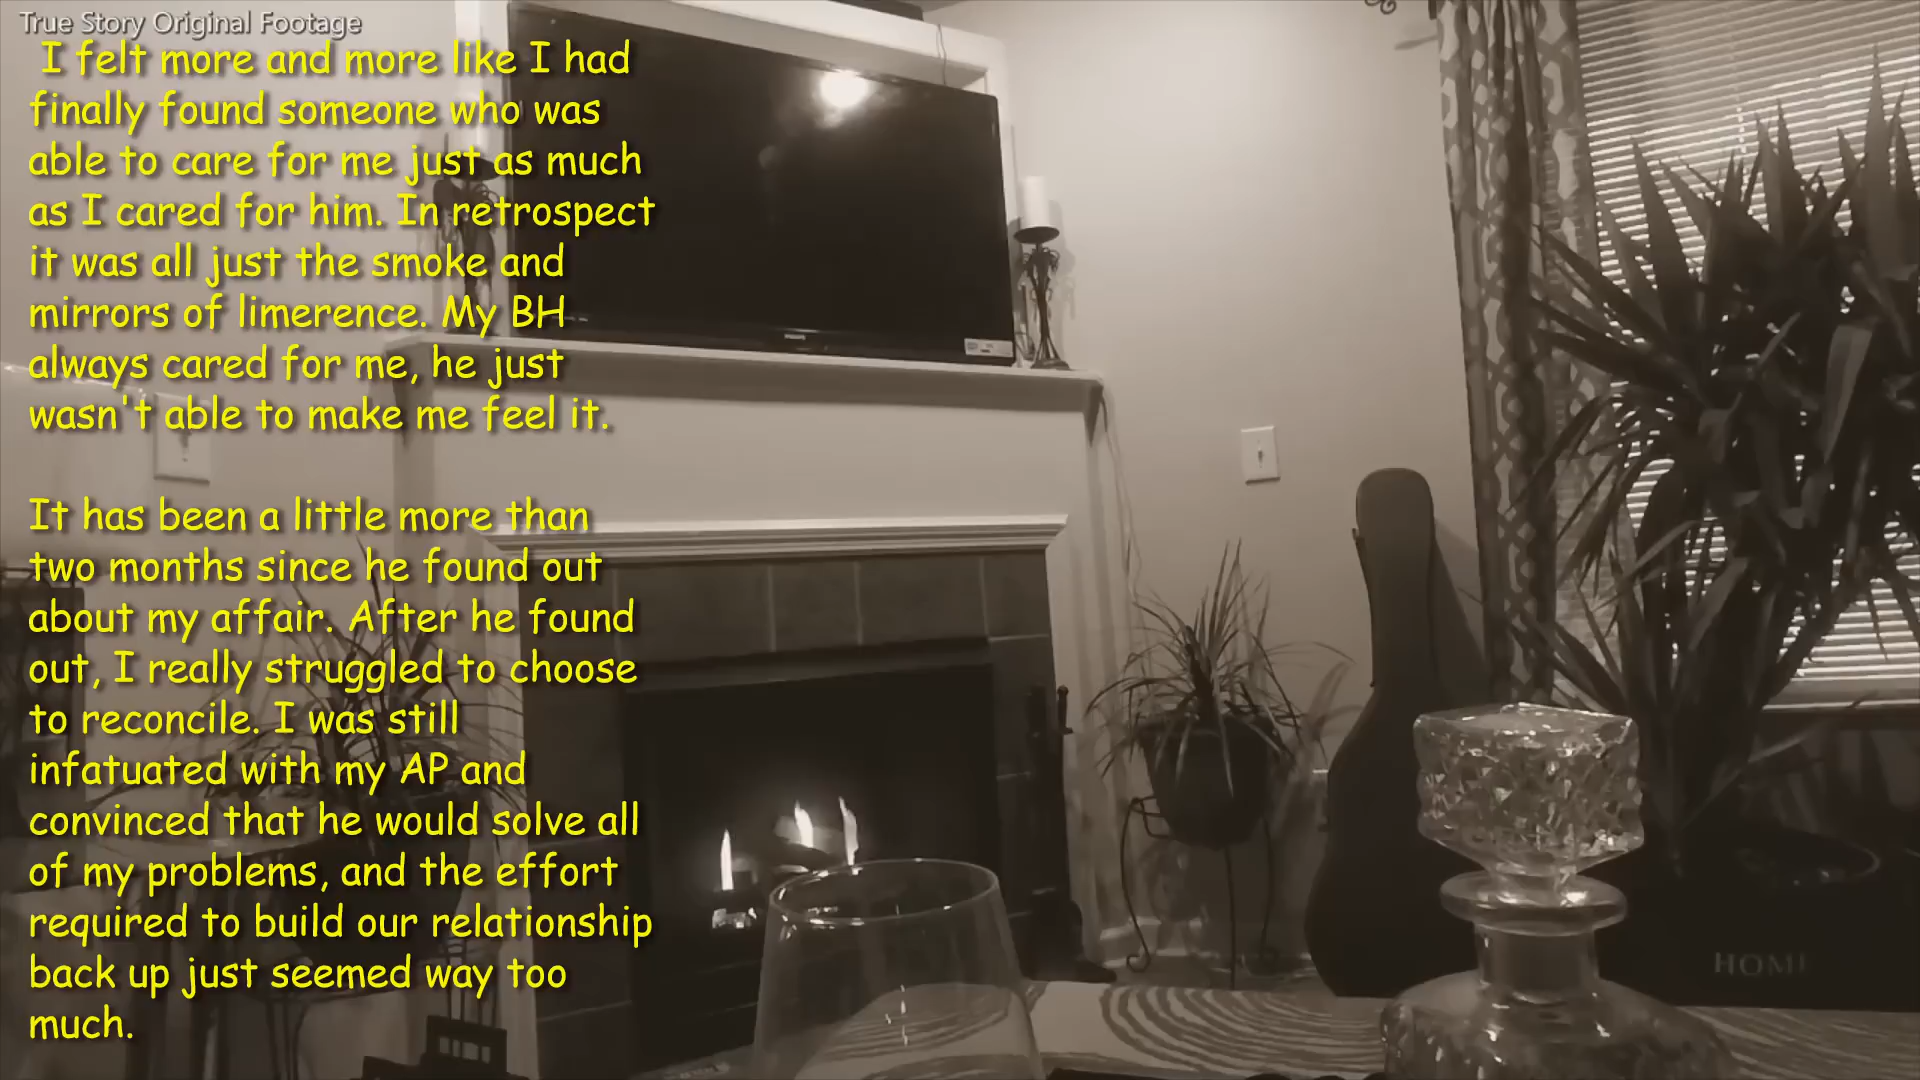 True Story Original Footage
I felt more and more like I had
finally found someone who was
able to care for me just as much
as I cared for him. In retrospect
it was all just the smoke and
mirrors of limerence. My BH
always cared for me, he just
wasn't able to make me feel it.
It has been a little more than
two months since he found out
about my affair. After he found
out, I really struggled to choose
to reconcile. I was still
infatuated with my AP and
convinced that he would solve all
of my problems, and the effort
required to build our relationship
back up just seemed way too
much.
PHILIPS
HOME